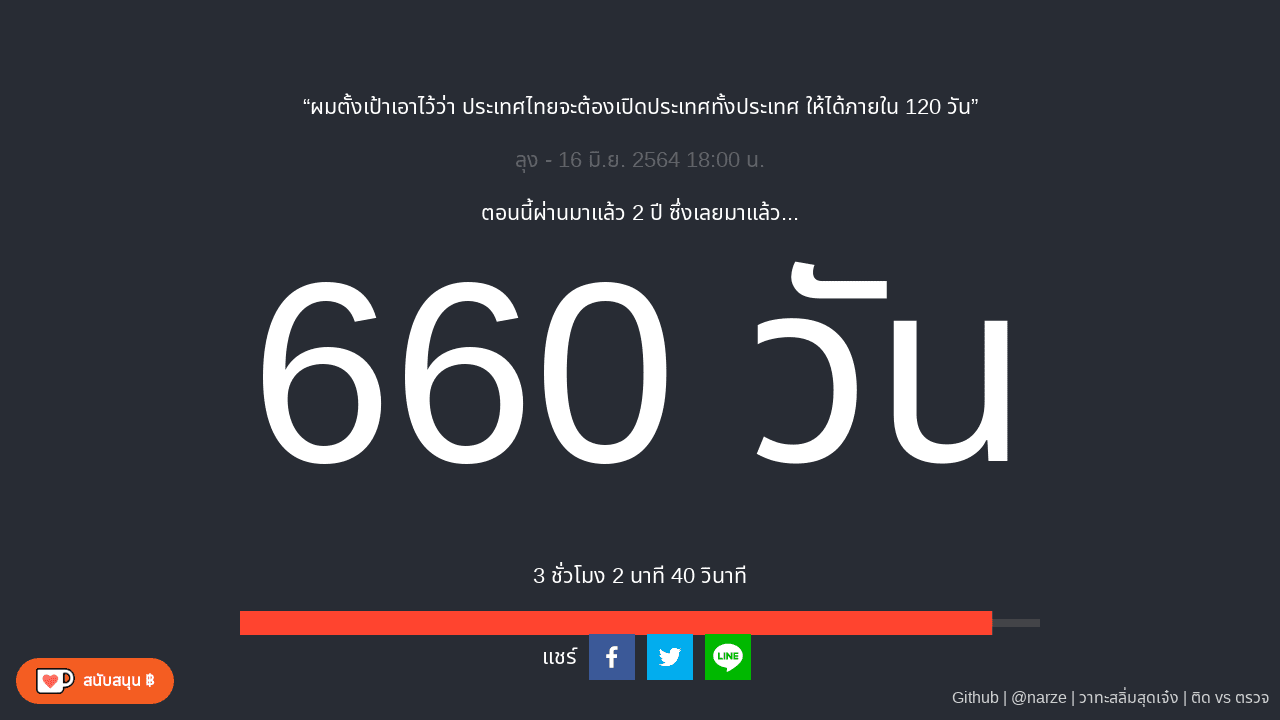 “ผมตั้งเป้าเอาไว้ว่า ประเทศไทยจะต้องเปิดประเทศทั้งประเทศ ให้ได้ภายใน 120 วัน”
ลุง - 16 มิ.ย. 2564 18:00 น.
ตอนนี้ผ่านมาแล้ว 2 ปี ซึ่งเลยมาแล้ว...
660 วัน
3 ชั่วโมง 2 นาที 40 วินาที
แชร์ LINE
สนับสนุน ฿
Github | @narze | วาทะสลิ่มสุดเจ๋ง | ติด vs ตรวจ